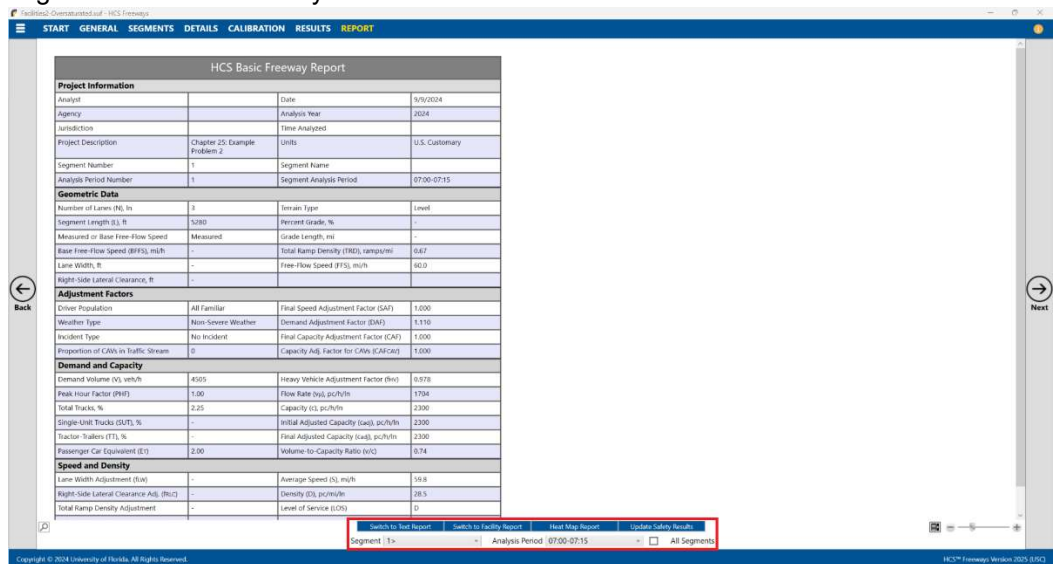 Facilities2-Oversaturated.xuf - HCS Freeways
START GENERAL SEGMENTS DETAILS CALIBRATION RESULTS REPORT
HCS Basic Freeway Report
Project Information
Analyst Date 9/9/2024
Agency Analysis Year 2024
Jurisdiction Time Analyzed
Project Description Chapter 25: Example Problem 2 Units U.S. Customary
Segment Number 1 Segment Name
Analysis Period Number 1 Segment Analysis Period 07:00-07:15
Geometric Data
Number of Lanes (N), ln 3 Terrain Type Level
Segment Length (L), ft 5280 Percent Grade, % -
Measured or Base Free-Flow Speed Measured Grade Length, mi -
Base Free-Flow Speed (BFFS), mi/h - Total Ramp Density (TRD), ramps/mi 0.67
Lane Width, ft - Free-Flow Speed (FFS), mi/h 60.0
Right-Side Lateral Clearance, ft -
Adjustment Factors
Driver Population All Familiar Final Speed Adjustment Factor (SAF) 1.000
Weather Type Non-Severe Weather Demand Adjustment Factor (DAF) 1.110
Incident Type No Incident Final Capacity Adjustment Factor (CAF) 1.000
Proportion of CAVs in Traffic Stream 0 Capacity Adj. Factor for CAVs (CAFCAV) 1.000
Demand and Capacity
Demand Volume (V), veh/h 4505 Heavy Vehicle Adjustment Factor (fHV) 0.978
Peak Hour Factor (PHF) 1.00 Flow Rate (vp), pc/h/ln 1704
Total Trucks, % 2.25 Capacity (c), pc/h/ln 2300
Single-Unit Trucks (SUT), % - Initial Adjusted Capacity (cadj), pc/h/ln 2300
Tractor-Trailers (TT), % - Final Adjusted Capacity (cadj), pc/h/ln 2300
Passenger Car Equivalent (ET) 2.00 Volume-to-Capacity Ratio (v/c) 0.74
Speed and Density
Lane Width Adjustment (fLW) - Average Speed (S), mi/h 59.8
Right-Side Lateral Clearance Adj. (fRLC) - Density (D), pc/mi/ln 28.5
Total Ramp Density Adjustment - Level of Service (LOS) D
Back
Next
Switch to Text Report Switch to Facility Report Heat Map Report Update Safety Results
Segment 1> Analysis Period 07:00-07:15 All Segments
Copyright © 2024 University of Florida. All Rights Reserved. HCS™ Freeways Version 2025 (USC)